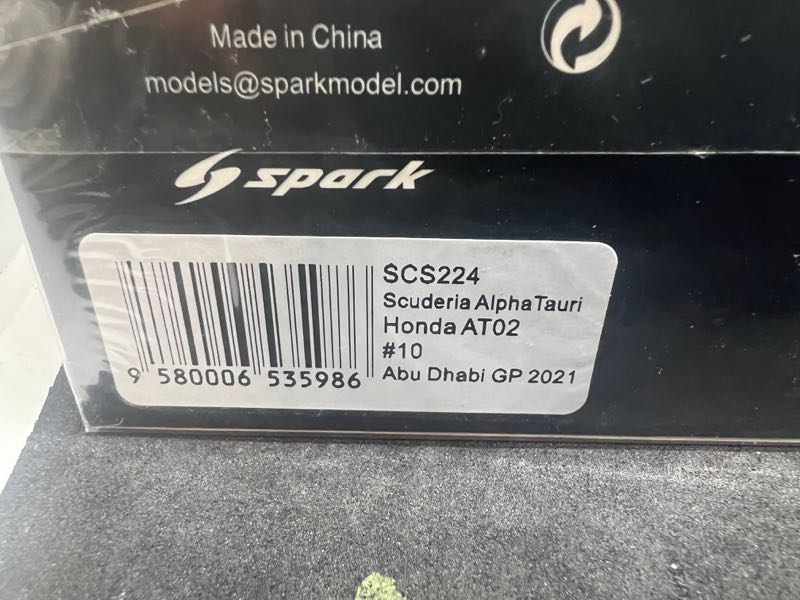 Made in China
models@sparkmodel.com
spark
SCS224
Scuderia AlphaTauri
Honda AT02
#10
Abu Dhabi GP 2021
9 580006 535986